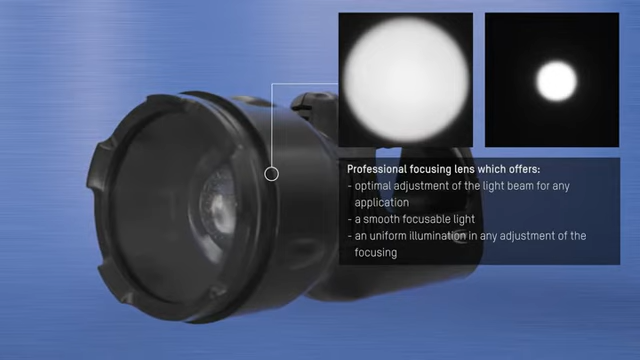 Professional focusing lens which offers:
- optimal adjustment of the light beam for any
application
- a smooth focusable light
- an uniform illumination in any adjustment of the
focusing